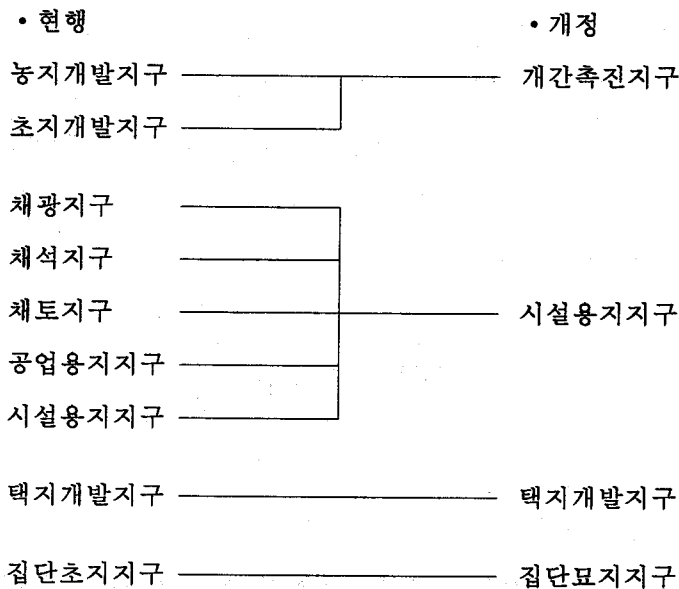 • 현행 • 개정
농지개발지구 개간촉진지구
초지개발지구
채광지구
채석지구
채토지구 시설용지지구
공업용지지구
시설용지지구
택지개발지구 택지개발지구
집단초지지구 집단묘지지구